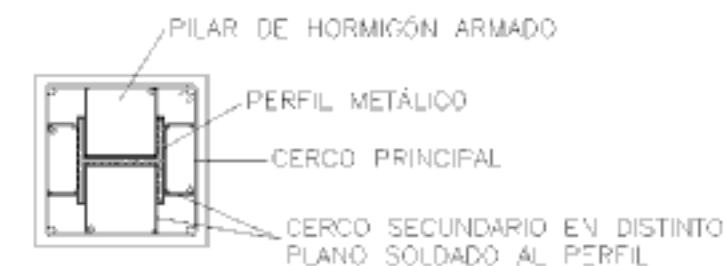 PILAR DE HORMIGÓN ARMADO
PERFIL METÁLICO
CERCO PRINCIPAL
CERCO SECUNDARIO EN DISTINTO
PLANO SOLDADO AL PERFIL